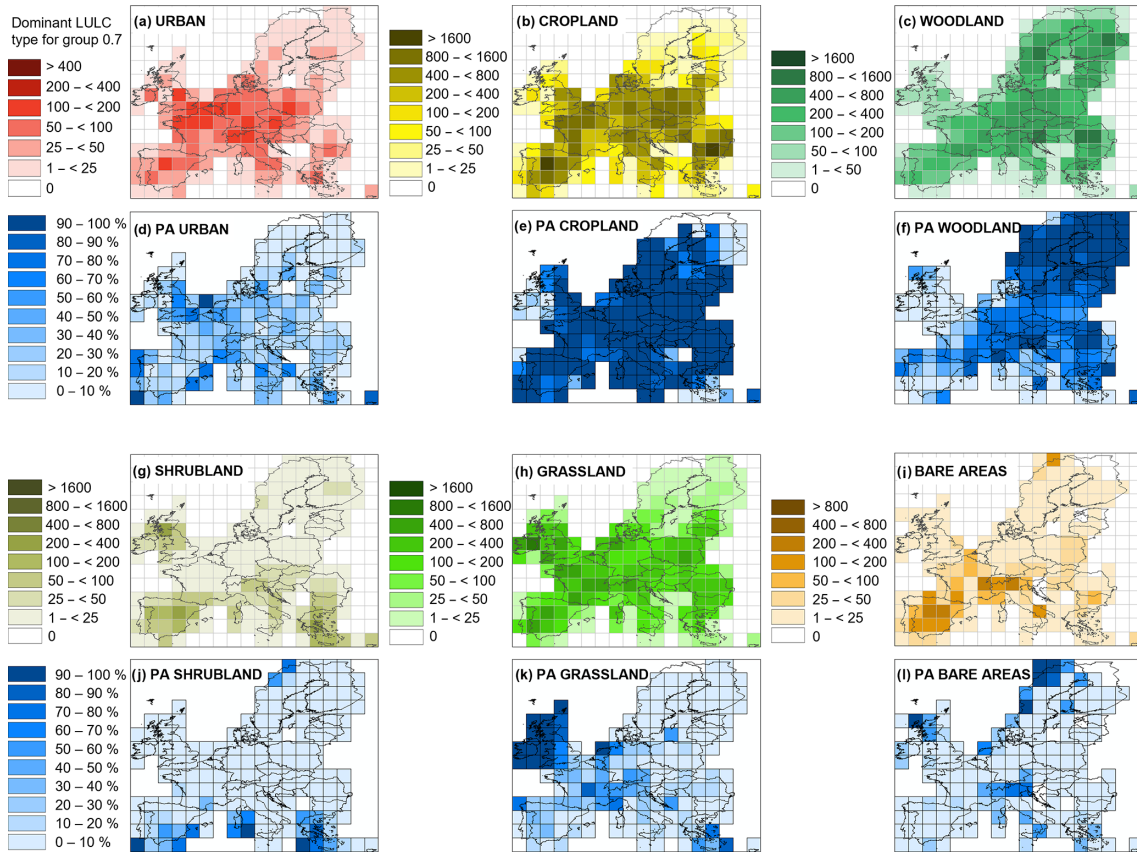 Dominant LULC
type for group 0.7
> 400
200 – < 400
100 – < 200
50 – < 100
25 – < 50
1 – < 25
0
(a) URBAN
> 1600
800 – < 1600
400 – < 800
200 – < 400
100 – < 200
50 – < 100
25 – < 50
1 – < 25
0
(b) CROPLAND
> 1600
800 – < 1600
400 – < 800
200 – < 400
100 – < 200
50 – < 100
1 – < 50
0
(c) WOODLAND
90 – 100 %
80 – 90 %
70 – 80 %
60 – 70 %
50 – 60 %
40 – 50 %
30 – 40 %
20 – 30 %
10 – 20 %
0 – 10 %
(d) PA URBAN
(e) PA CROPLAND
(f) PA WOODLAND
> 1600
800 – < 1600
400 – < 800
200 – < 400
100 – < 200
50 – < 100
25 – < 50
1 – < 25
0
(g) SHRUBLAND
> 1600
800 – < 1600
400 – < 800
200 – < 400
100 – < 200
50 – < 100
25 – < 50
1 – < 25
0
(h) GRASSLAND
> 800
400 – < 800
200 – < 400
100 – < 200
50 – < 100
25 – < 50
1 – < 25
0
(i) BARE AREAS
90 – 100 %
80 – 90 %
70 – 80 %
60 – 70 %
50 – 60 %
40 – 50 %
30 – 40 %
20 – 30 %
10 – 20 %
0 – 10 %
(j) PA SHRUBLAND
(k) PA GRASSLAND
(l) PA BARE AREAS